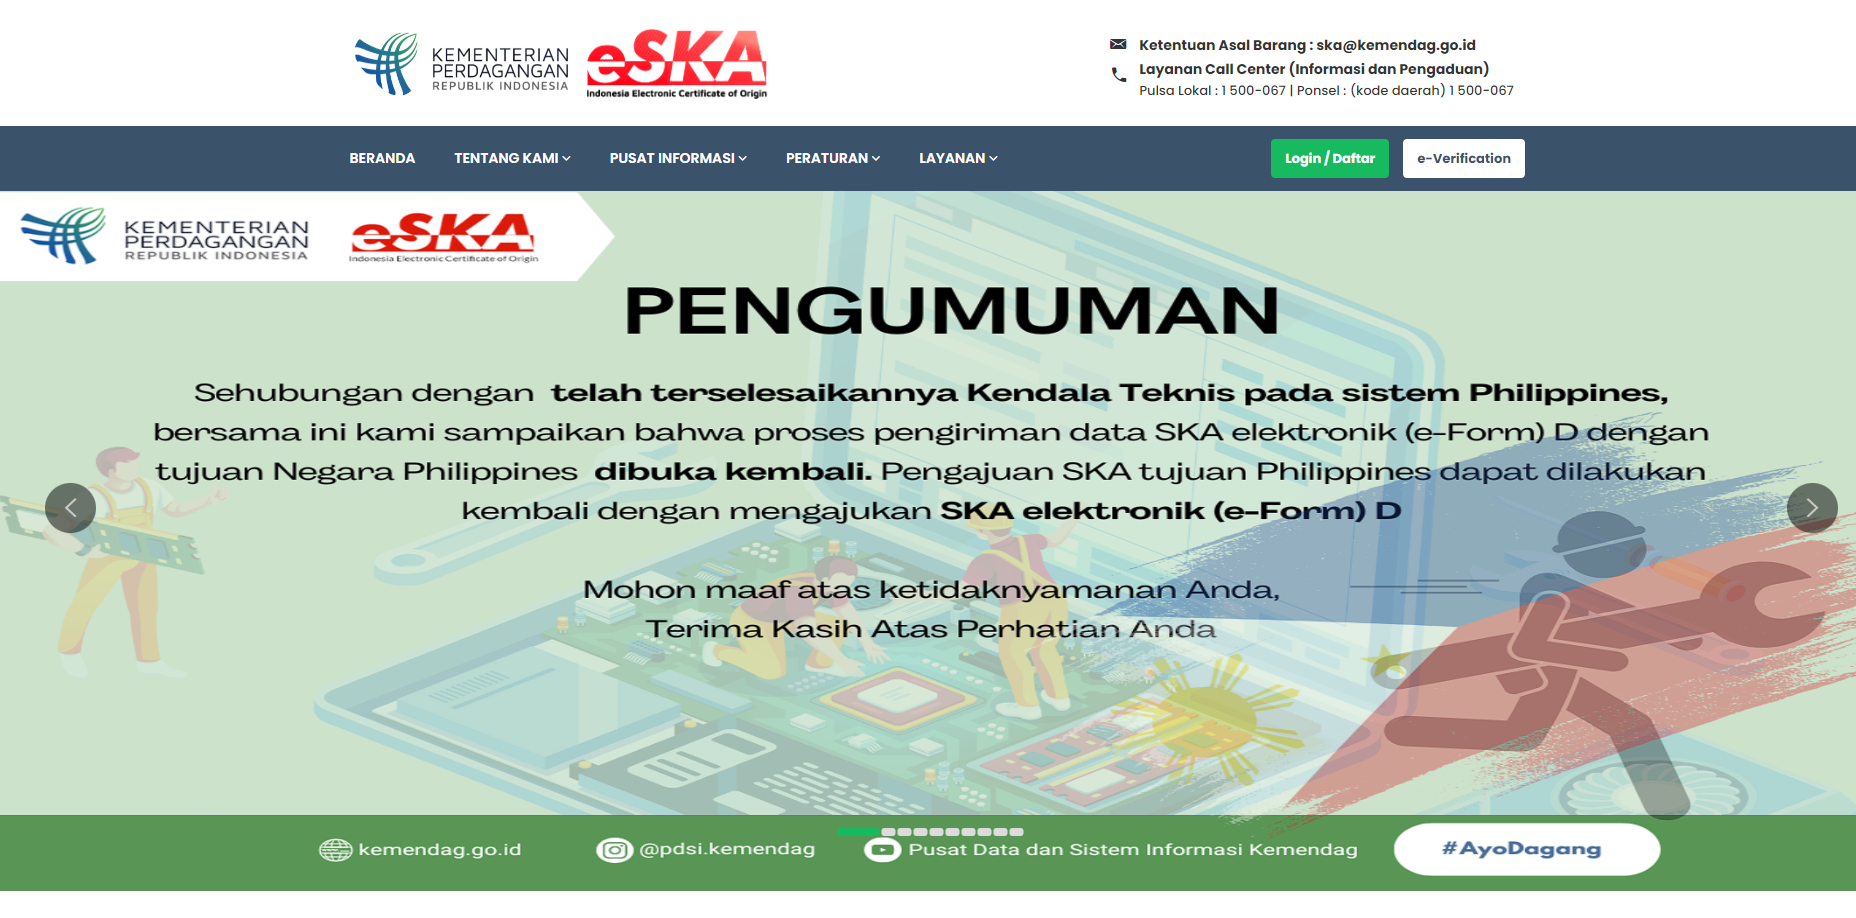 KEMENTERIAN
PERDAGANGAN
REPUBLIK INDONESIA
eSKA
Indonesia Electronic Certificate of Origin
Ketentuan Asal Barang : ska@kemendag.go.id
Layanan Call Center (Informasi dan Pengaduan)
Pulsa Lokal : 1 500-067 | Ponsel : (kode daerah) 1 500-067
BERANDA TENTANG KAMI PUSAT INFORMASI PERATURAN LAYANAN Login / Daftar e-Verification
KEMENTERIAN
PERDAGANGAN
REPUBLIK INDONESIA
eSKA
Indonesia Electronic Certificate of Origin
PENGUMUMAN
Sehubungan dengan telah terselesaikannya Kendala Teknis pada sistem Philippines,
bersama ini kami sampaikan bahwa proses pengiriman data SKA elektronik (e-Form) D dengan
tujuan Negara Philippines dibuka kembali. Pengajuan SKA tujuan Philippines dapat dilakukan
kembali dengan mengajukan SKA elektronik (e-Form) D
Mohon maaf atas ketidaknyamanan Anda,
Terima Kasih Atas Perhatian Anda
kemendag.go.id @pdsi.kemendag Pusat Data dan Sistem Informasi Kemendag #AyoDagang